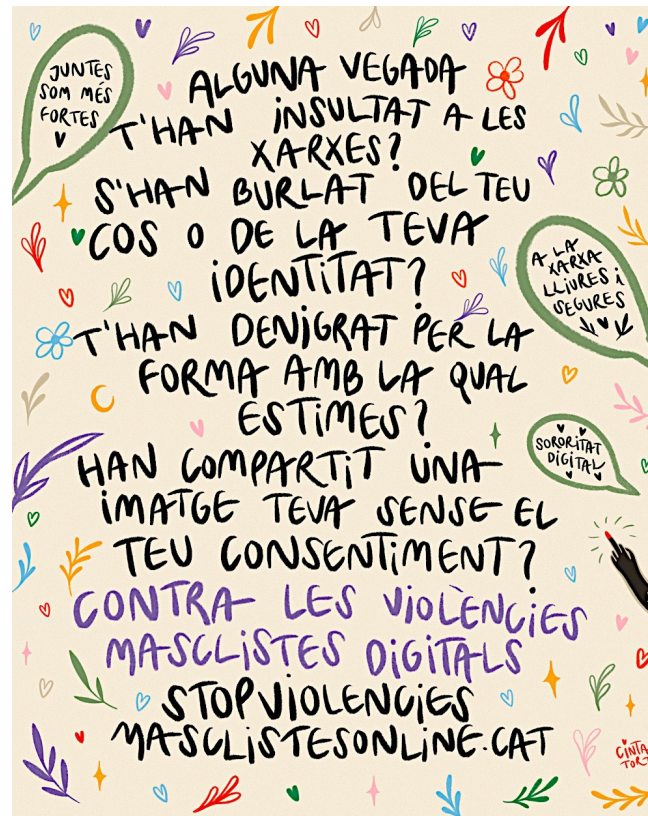 JUNTES
SOM MÉS
FORTES
ALGUNA VEGADA
T'HAN INSULTAT A LES
XARXES?
S'HAN BURLAT DEL TEU
COS O DE LA TEVA
IDENTITAT?
A LA
XARXA
LLIURES I
SEGURES
T'HAN DENIGRAT PER LA
FORMA AMB LA QUAL
ESTIMES?
SORORITAT
DIGITAL
HAN COMPARTIT UNA
IMATGE TEVA SENSE EL
TEU CONSENTIMENT?
CONTRA LES VIOLÈNCIES
MASCLISTES DIGITALS
STOPVIOLENCIES
MASCLISTESONLINE.CAT
CINTA
TORT